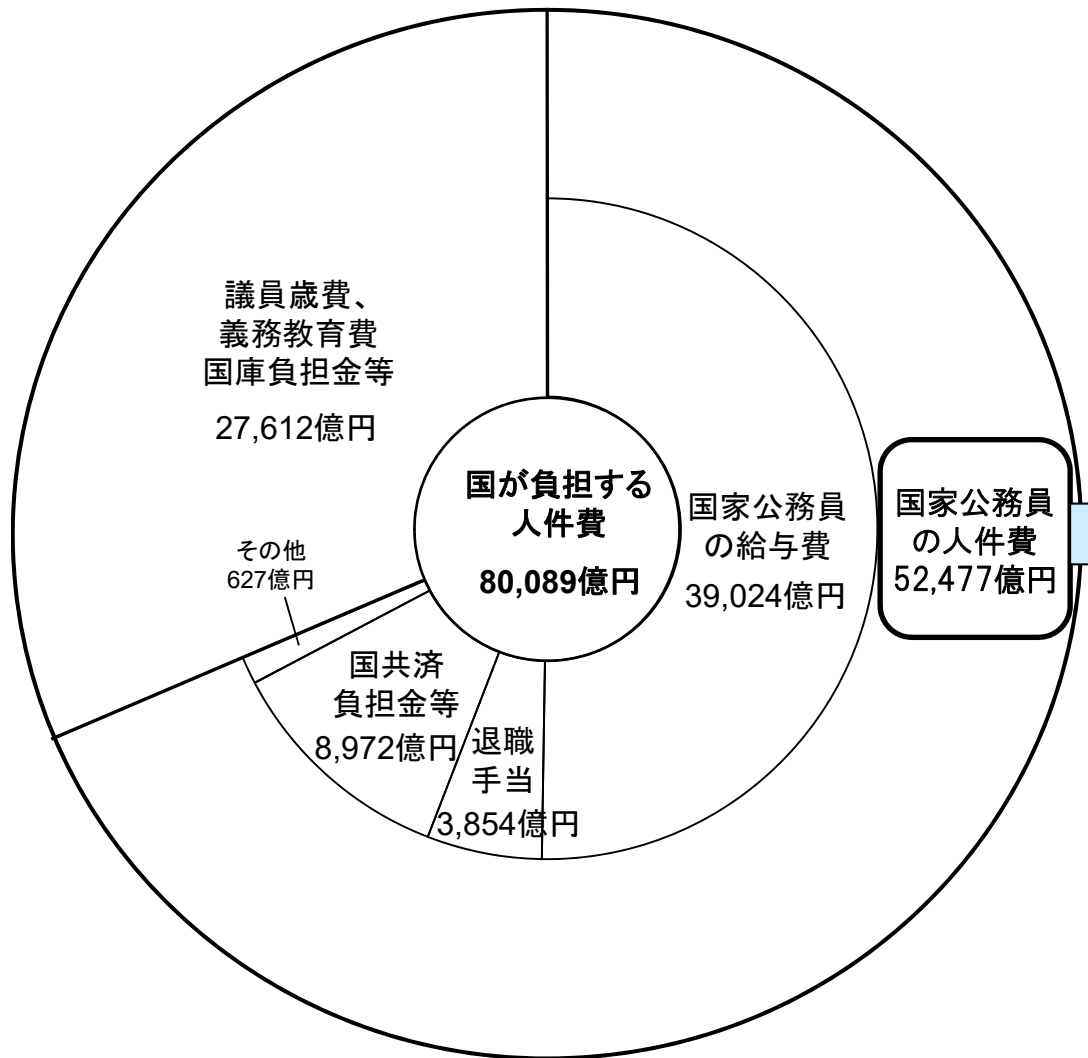 議員歳費、
義務教育費
国庫負担金等
27,612億円
国が負担する
人件費
80,089億円
国家公務員
の給与費
39,024億円
国家公務員
の人件費
52,477億円
その他
627億円
国共済
負担金等
8,972億円
退職
手当
3,854億円